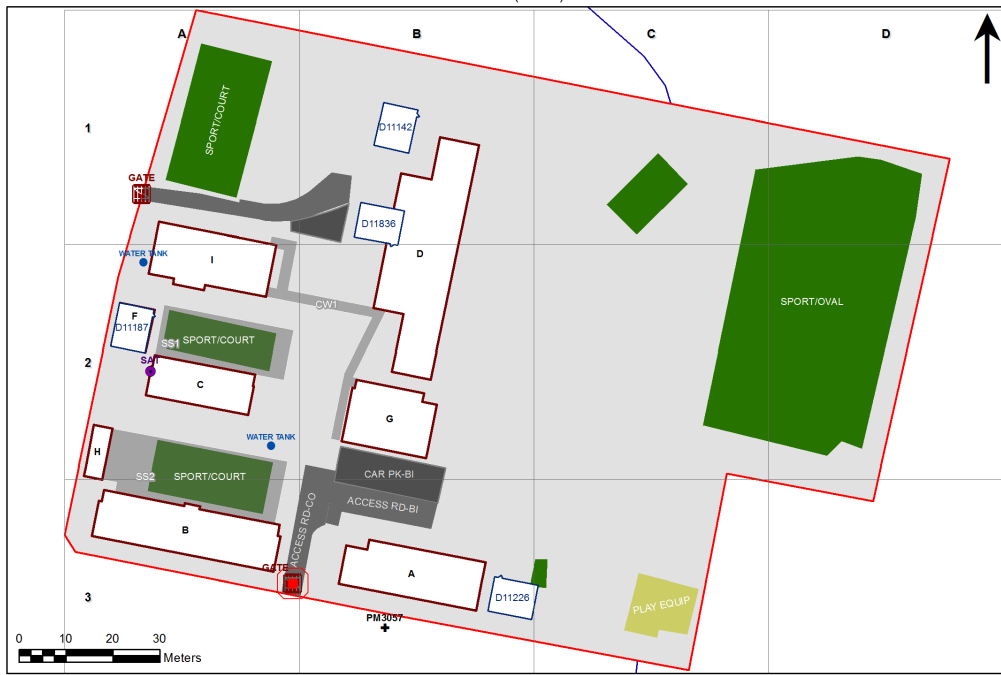 A
B
C
D
1
SPORT/COURT
D11142
GATE
D11836
WATER TANK
I
D
CW1
SPORT/OVAL
F
D11187
SS1
SPORT/COURT
2
SAT
C
G
WATER TANK
H
CAR PK-BI
SS2
SPORT/COURT
ACCESS RD-CO
ACCESS RD-BI
B
GATE
A
3
D11226
PLAY EQUIP
PM3057
0
10
20
30
Meters